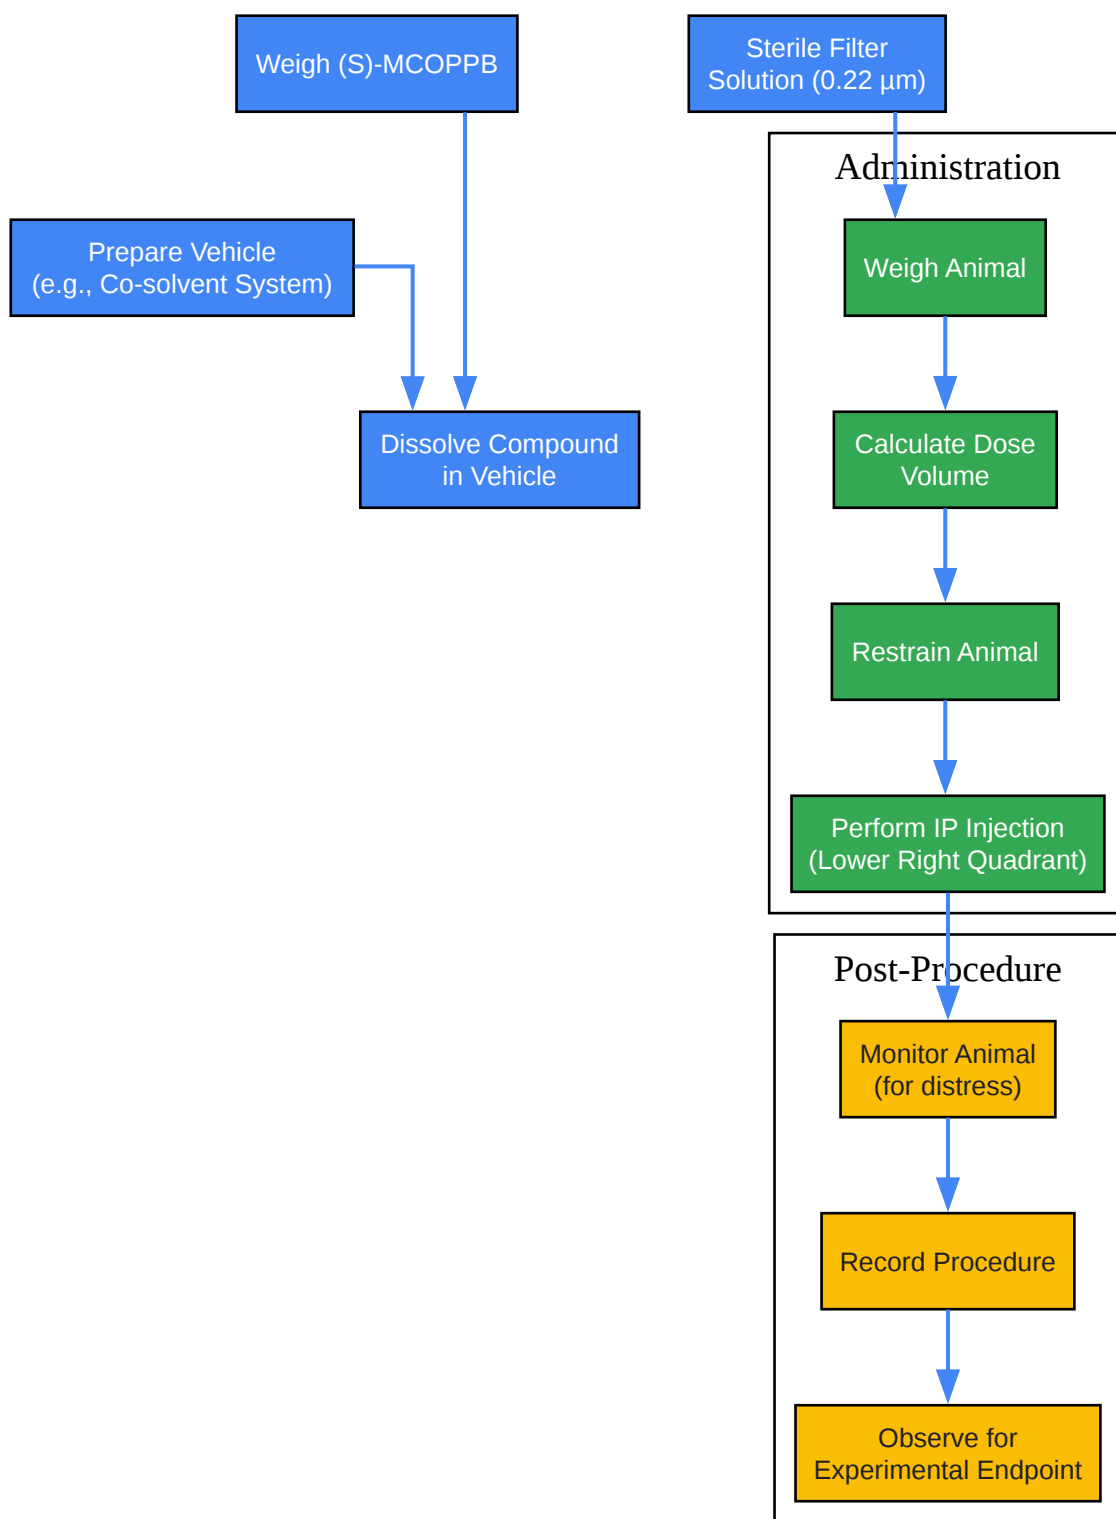 Weigh (S)-MCOPPB
Sterile Filter
Solution (0.22 µm)
Administration
Prepare Vehicle
(e.g., Co-solvent System)
Weigh Animal
Dissolve Compound
in Vehicle
Calculate Dose
Volume
Restrain Animal
Perform IP Injection
(Lower Right Quadrant)
Post-Procedure
Monitor Animal
(for distress)
Record Procedure
Observe for
Experimental Endpoint